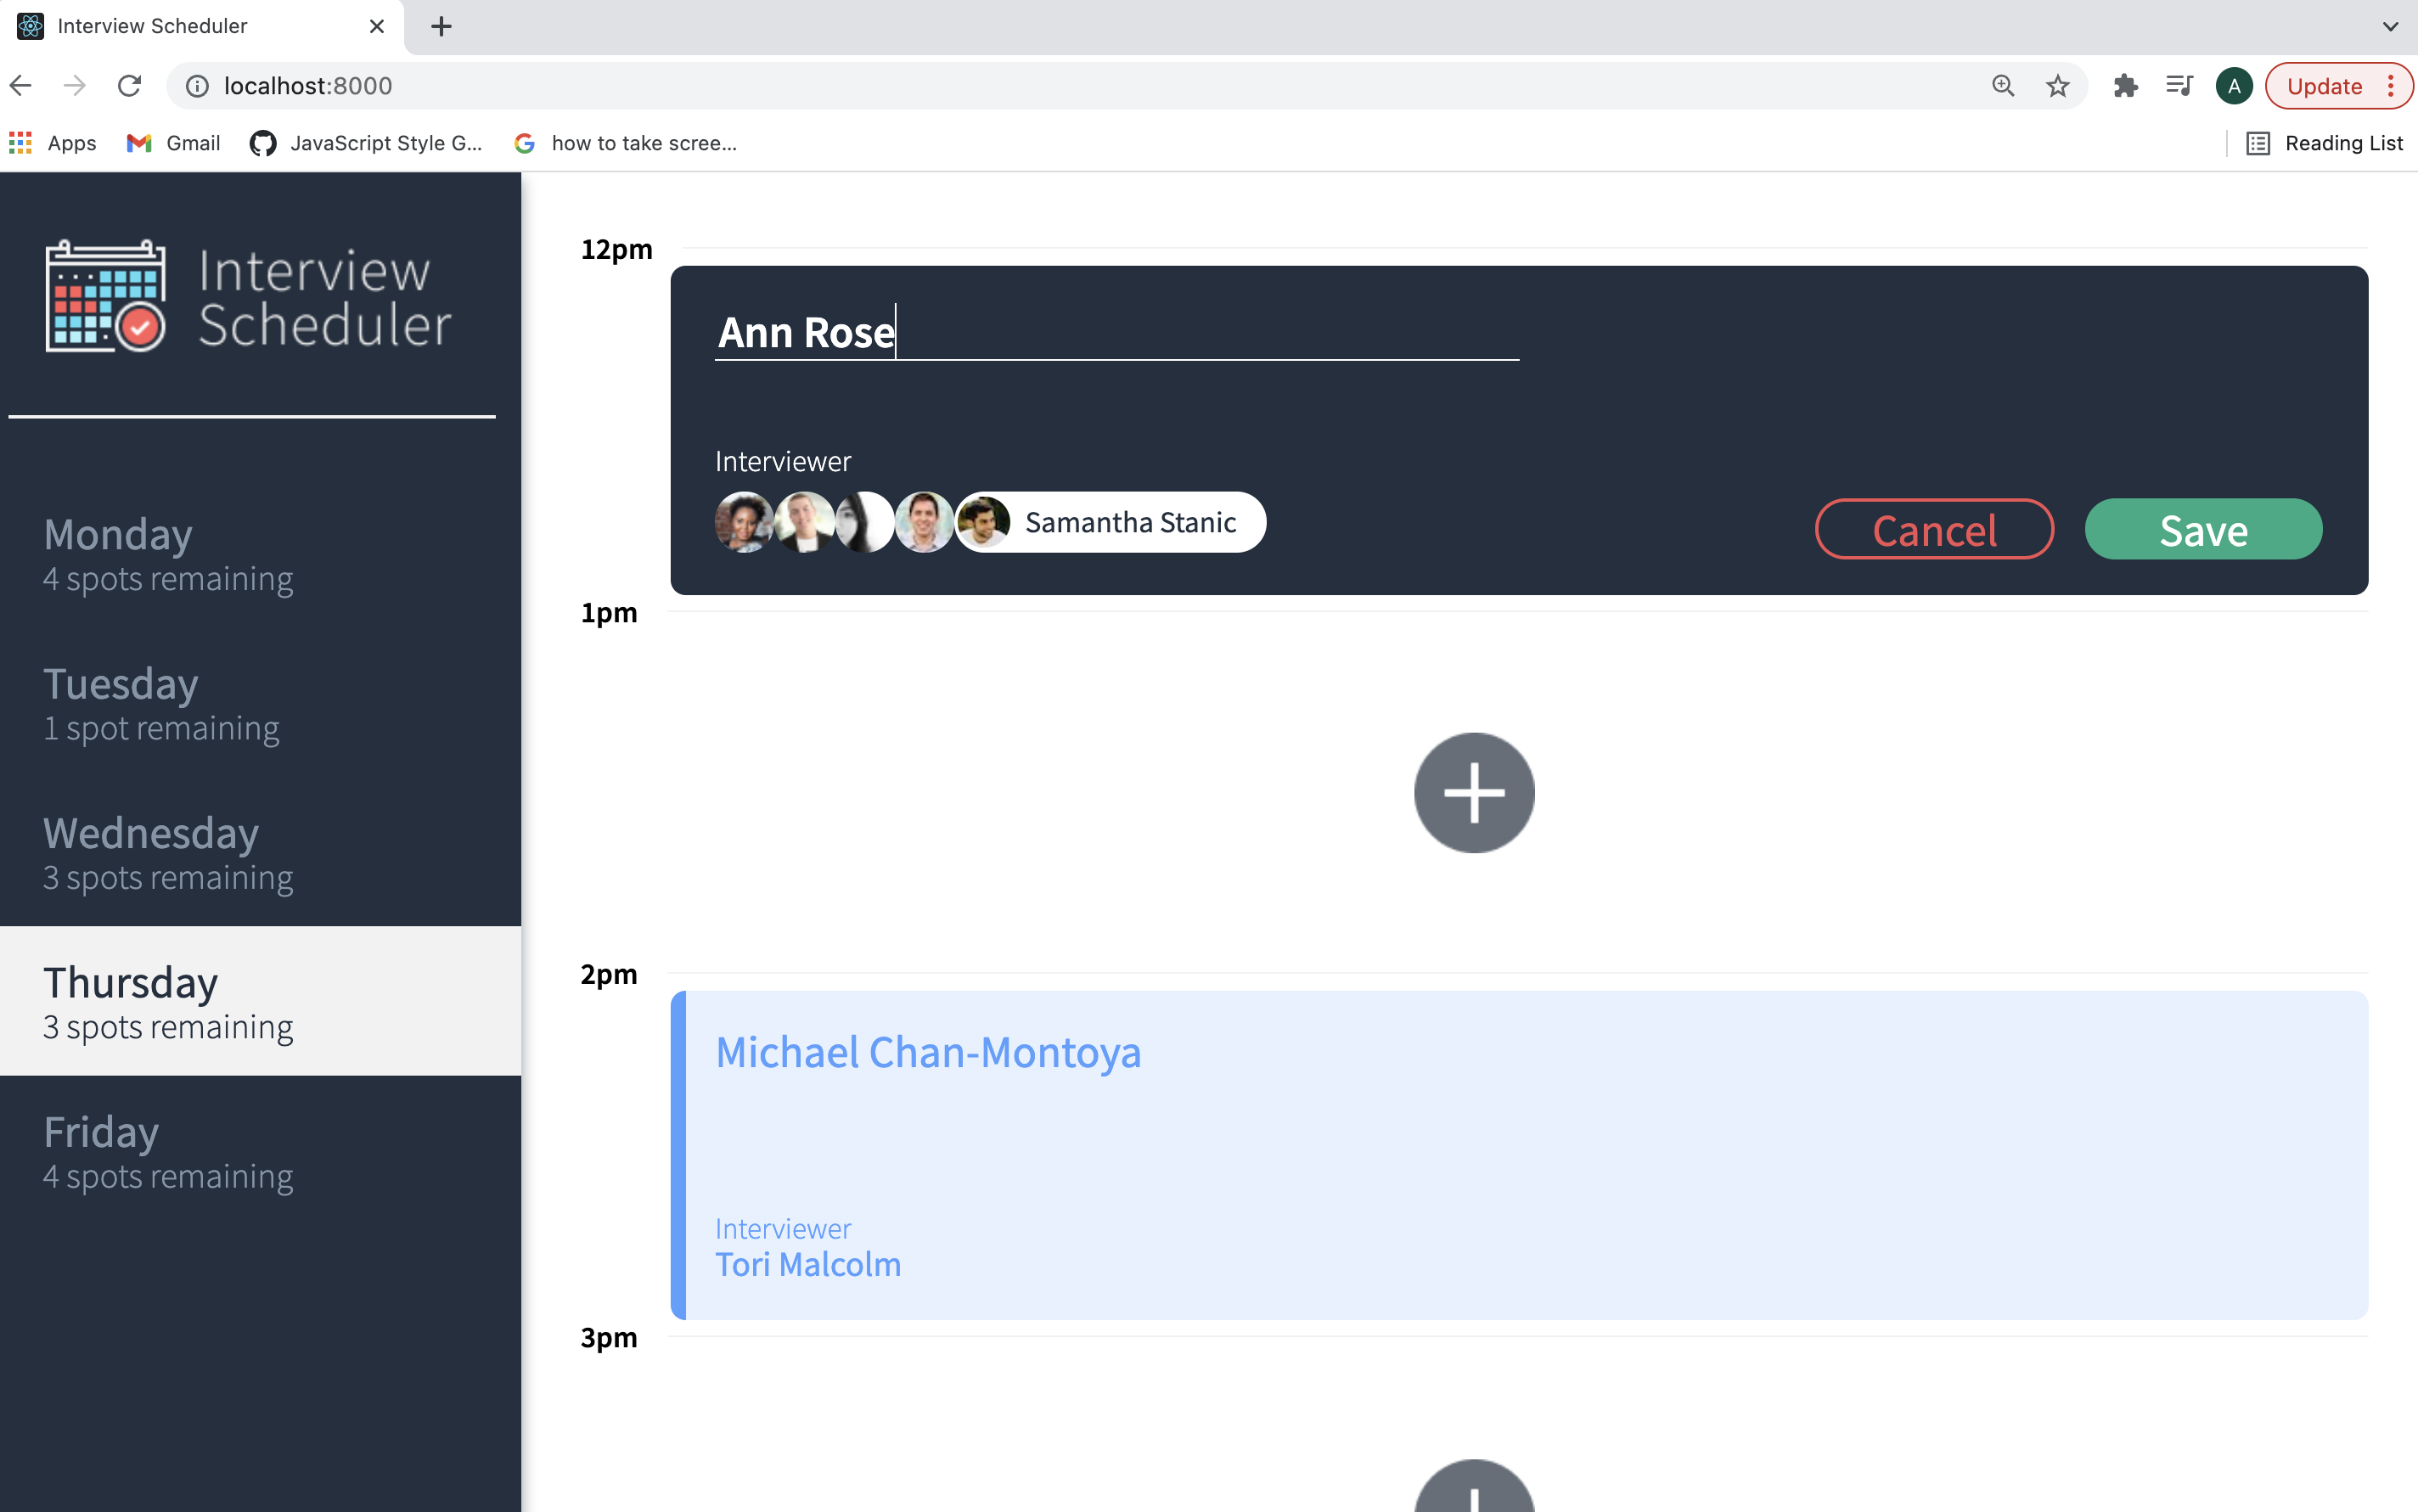 Interview Scheduler
localhost:8000
A
Update
Apps
Gmail
JavaScript Style G...
how to take scree...
Reading List
Interview
Scheduler
Monday
4 spots remaining
Tuesday
1 spot remaining
Wednesday
3 spots remaining
Thursday
3 spots remaining
Friday
4 spots remaining
12pm
Ann Rose
Interviewer
Samantha Stanic
Cancel
Save
1pm
2pm
Michael Chan-Montoya
Interviewer
Tori Malcolm
3pm